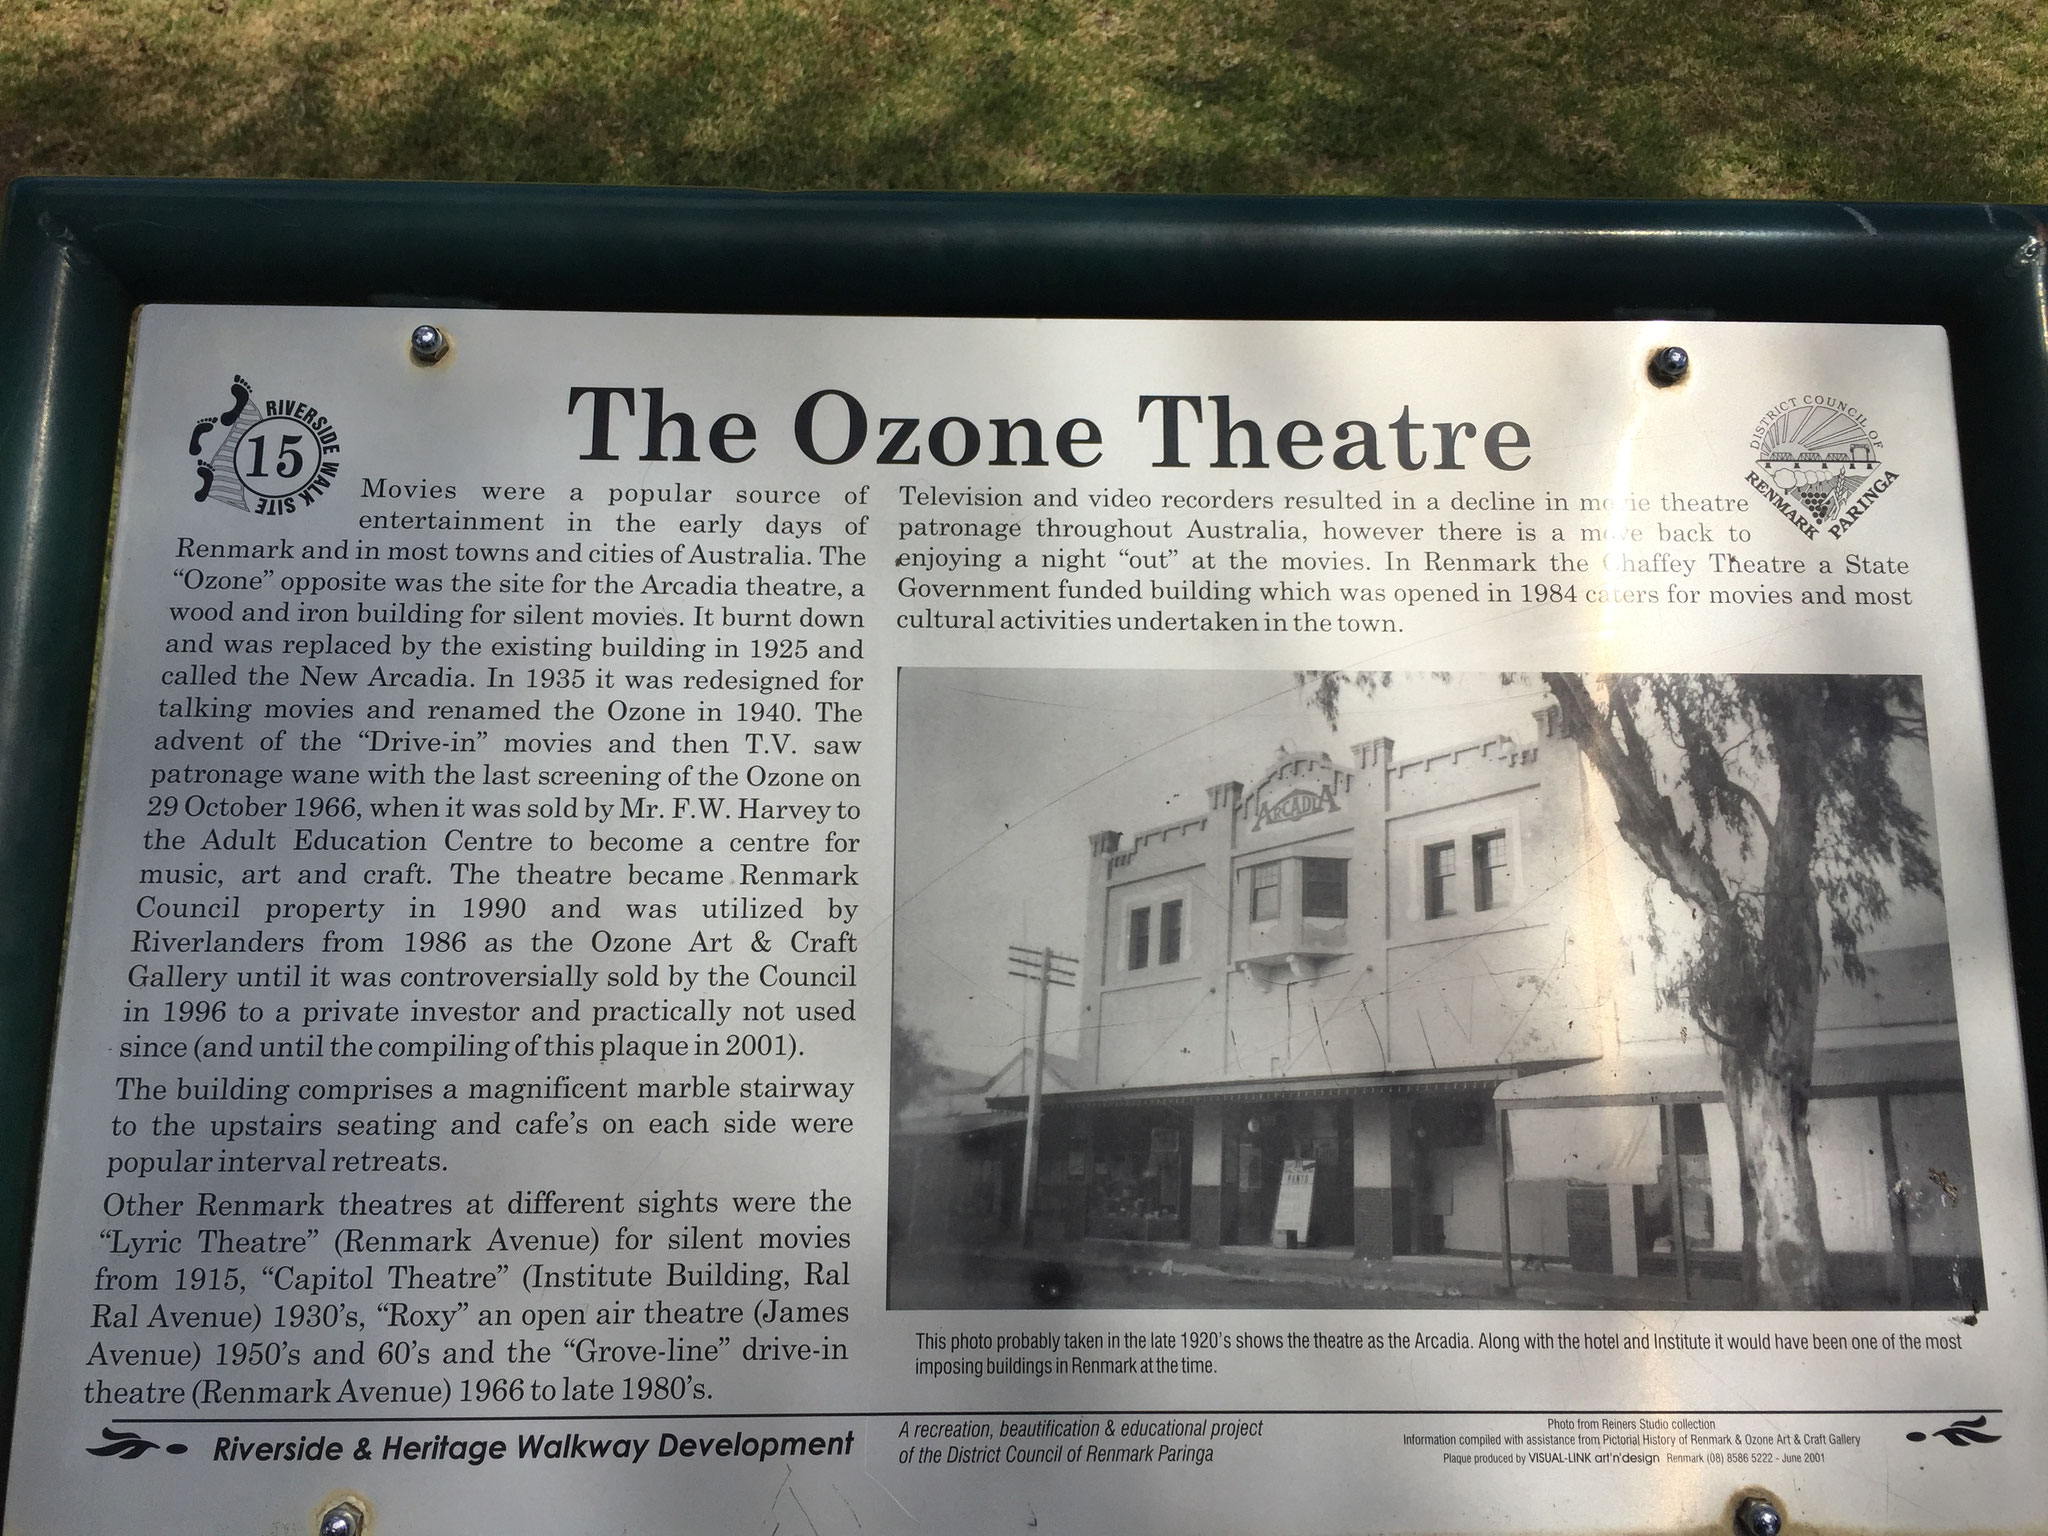 The Ozone Theatre
RIVERSIDE WALK SITE
15
DISTRICT COUNCIL OF
RENMARK PARINGA
Movies were a popular source of
entertainment in the early days of
Renmark and in most towns and cities of Australia. The
“Ozone” opposite was the site for the Arcadia theatre, a
wood and iron building for silent movies. It burnt down
and was replaced by the existing building in 1925 and
called the New Arcadia. In 1935 it was redesigned for
talking movies and renamed the Ozone in 1940. The
advent of the “Drive-in” movies and then T.V. saw
patronage wane with the last screening of the Ozone on
29 October 1966, when it was sold by Mr. F.W. Harvey to
the Adult Education Centre to become a centre for
music, art and craft. The theatre became Renmark
Council property in 1990 and was utilized by
Riverlanders from 1986 as the Ozone Art & Craft
Gallery until it was controversially sold by the Council
in 1996 to a private investor and practically not used
since (and until the compiling of this plaque in 2001).
The building comprises a magnificent marble stairway
to the upstairs seating and cafe’s on each side were
popular interval retreats.
Other Renmark theatres at different sights were the
“Lyric Theatre” (Renmark Avenue) for silent movies
from 1915, “Capitol Theatre” (Institute Building, Ral
Ral Avenue) 1930’s, “Roxy” an open air theatre (James
Avenue) 1950’s and 60’s and the “Grove-line” drive-in
theatre (Renmark Avenue) 1966 to late 1980’s.
Television and video recorders resulted in a decline in movie theatre
patronage throughout Australia, however there is a move back to
enjoying a night “out” at the movies. In Renmark the Chaffey Theatre a State
Government funded building which was opened in 1984 caters for movies and most
cultural activities undertaken in the town.
ARCADIA
This photo probably taken in the late 1920’s shows the theatre as the Arcadia. Along with the hotel and Institute it would have been one of the most
imposing buildings in Renmark at the time.
Riverside & Heritage Walkway Development
A recreation, beautification & educational project
of the District Council of Renmark Paringa
Photo from Reiners Studio collection
Information compiled with assistance from Pictorial History of Renmark & Ozone Art & Craft Gallery
Plaque produced by VISUAL-LINK art’n’design Renmark (08) 8586 5222 - June 2001